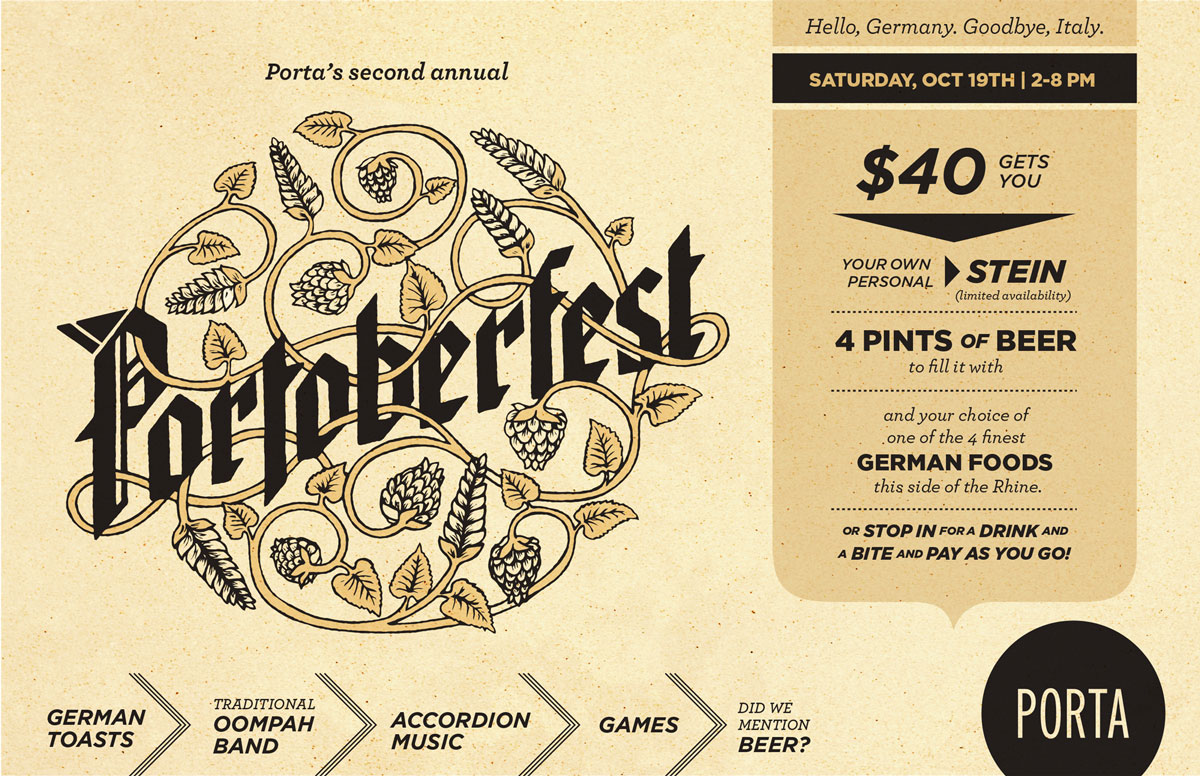 Porta's second annual
Portoberfest
Hello, Germany. Goodbye, Italy.
SATURDAY, OCT 19TH | 2-8 PM
$40 GETS
YOU
YOUR OWN
PERSONAL
STEIN
(limited availability)
4 PINTS OF BEER
to fill it with
and your choice of
one of the 4 finest
GERMAN FOODS
this side of the Rhine.
OR STOP IN FOR A DRINK AND
A BITE AND PAY AS YOU GO!
GERMAN
TOASTS
TRADITIONAL
OOMPAH
BAND
ACCORDION
MUSIC
GAMES
DID WE
MENTION
BEER?
PORTA